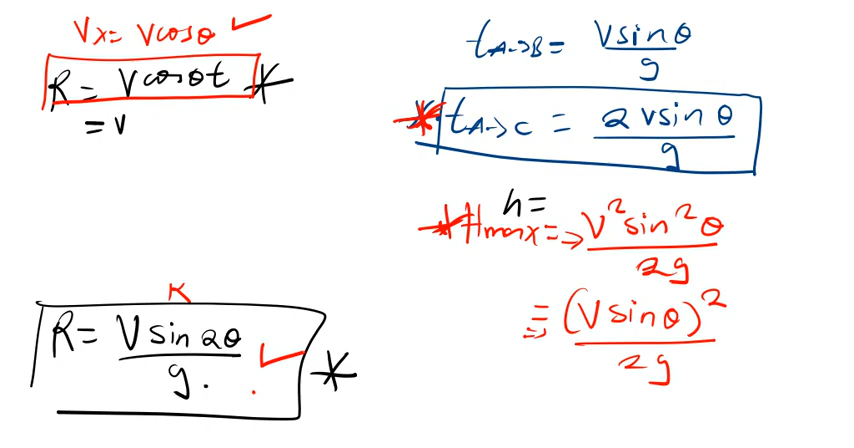 Vx = Vcosθ
R = Vcosθt
= V
R = Vsin2θ/g.
tA->B = Vsinθ/g
tA->C = 2Vsinθ/g
h =
Hmax = => V²sin²θ/2g
=> (Vsinθ)²/2g